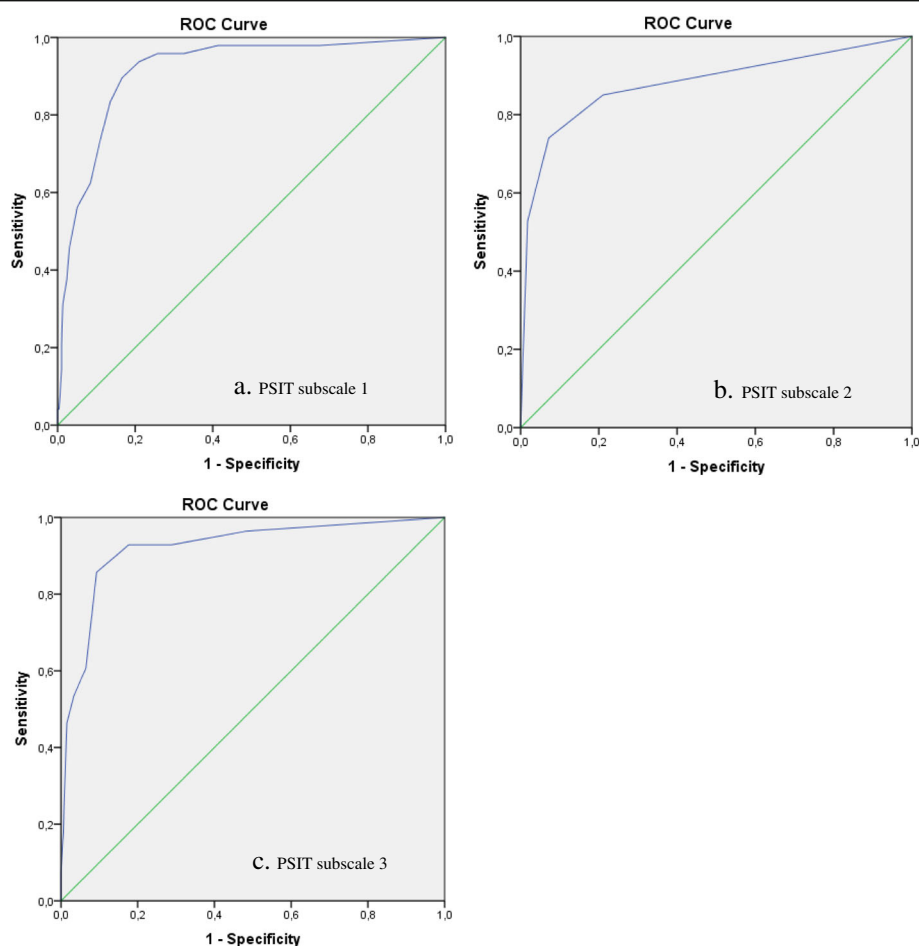 ROC Curve
1,0
0,8
0,6
0,4
0,2
0,0
Sensitivity
0,0 0,2 0,4 0,6 0,8 1,0
1 - Specificity
a. PSIT subscale 1
ROC Curve
1,0
0,8
0,6
0,4
0,2
0,0
Sensitivity
0,0 0,2 0,4 0,6 0,8 1,0
1 - Specificity
b. PSIT subscale 2
ROC Curve
1,0
0,8
0,6
0,4
0,2
0,0
Sensitivity
0,0 0,2 0,4 0,6 0,8 1,0
1 - Specificity
c. PSIT subscale 3